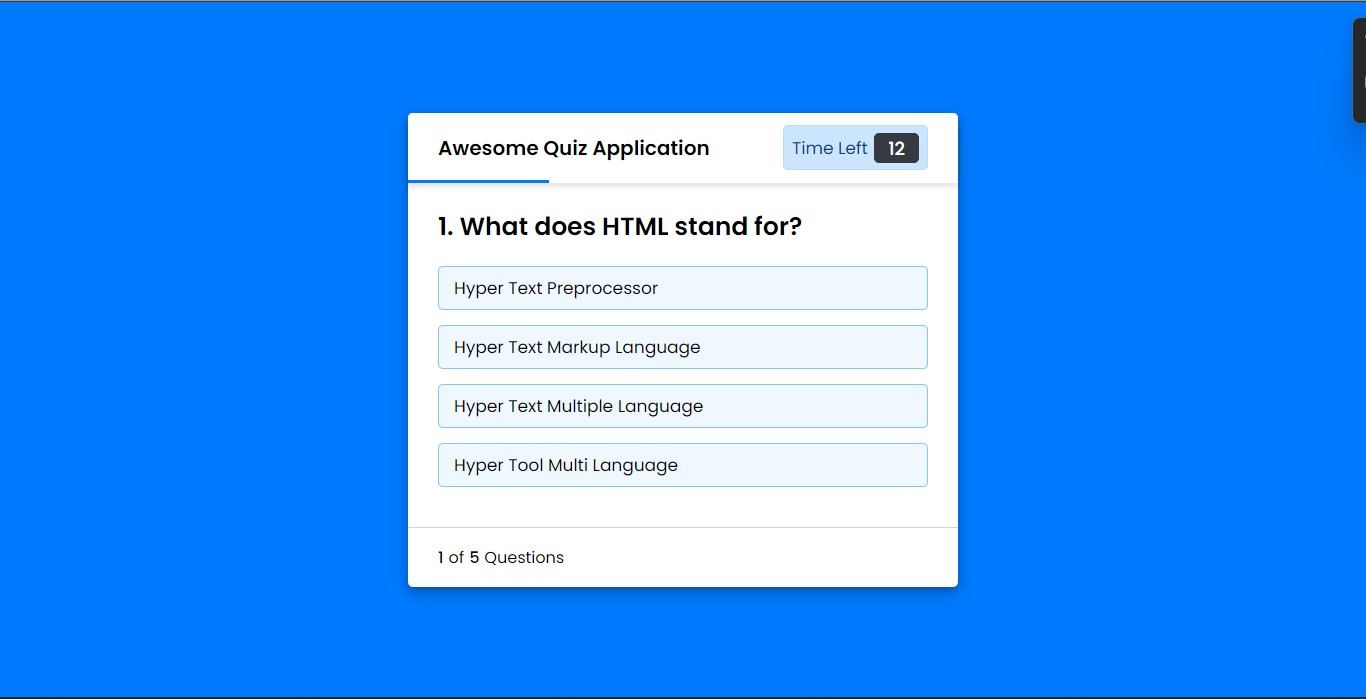 Awesome Quiz Application
Time Left 12
1. What does HTML stand for?
Hyper Text Preprocessor
Hyper Text Markup Language
Hyper Text Multiple Language
Hyper Tool Multi Language
1 of 5 Questions